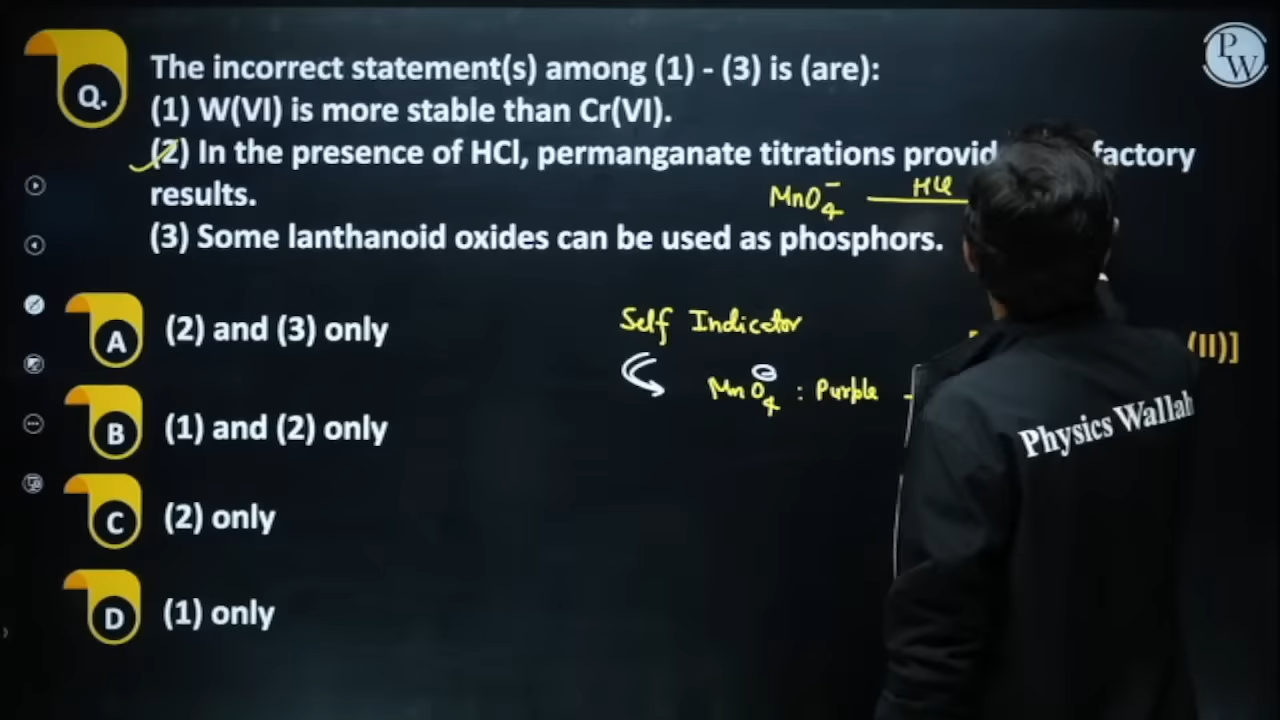 Q.
The incorrect statement(s) among (1) - (3) is (are):
(1) W(VI) is more stable than Cr(VI).
(2) In the presence of HCl, permanganate titrations
results.
MnO₄⁻ HCl
(3) Some lanthanoid oxides can be used as phosphors.
A (2) and (3) only
Self Indicator
(II)]
MnO₄⊖ : Purple
B (1) and (2) only
C (2) only
D (1) only
PW
Physics Wallah